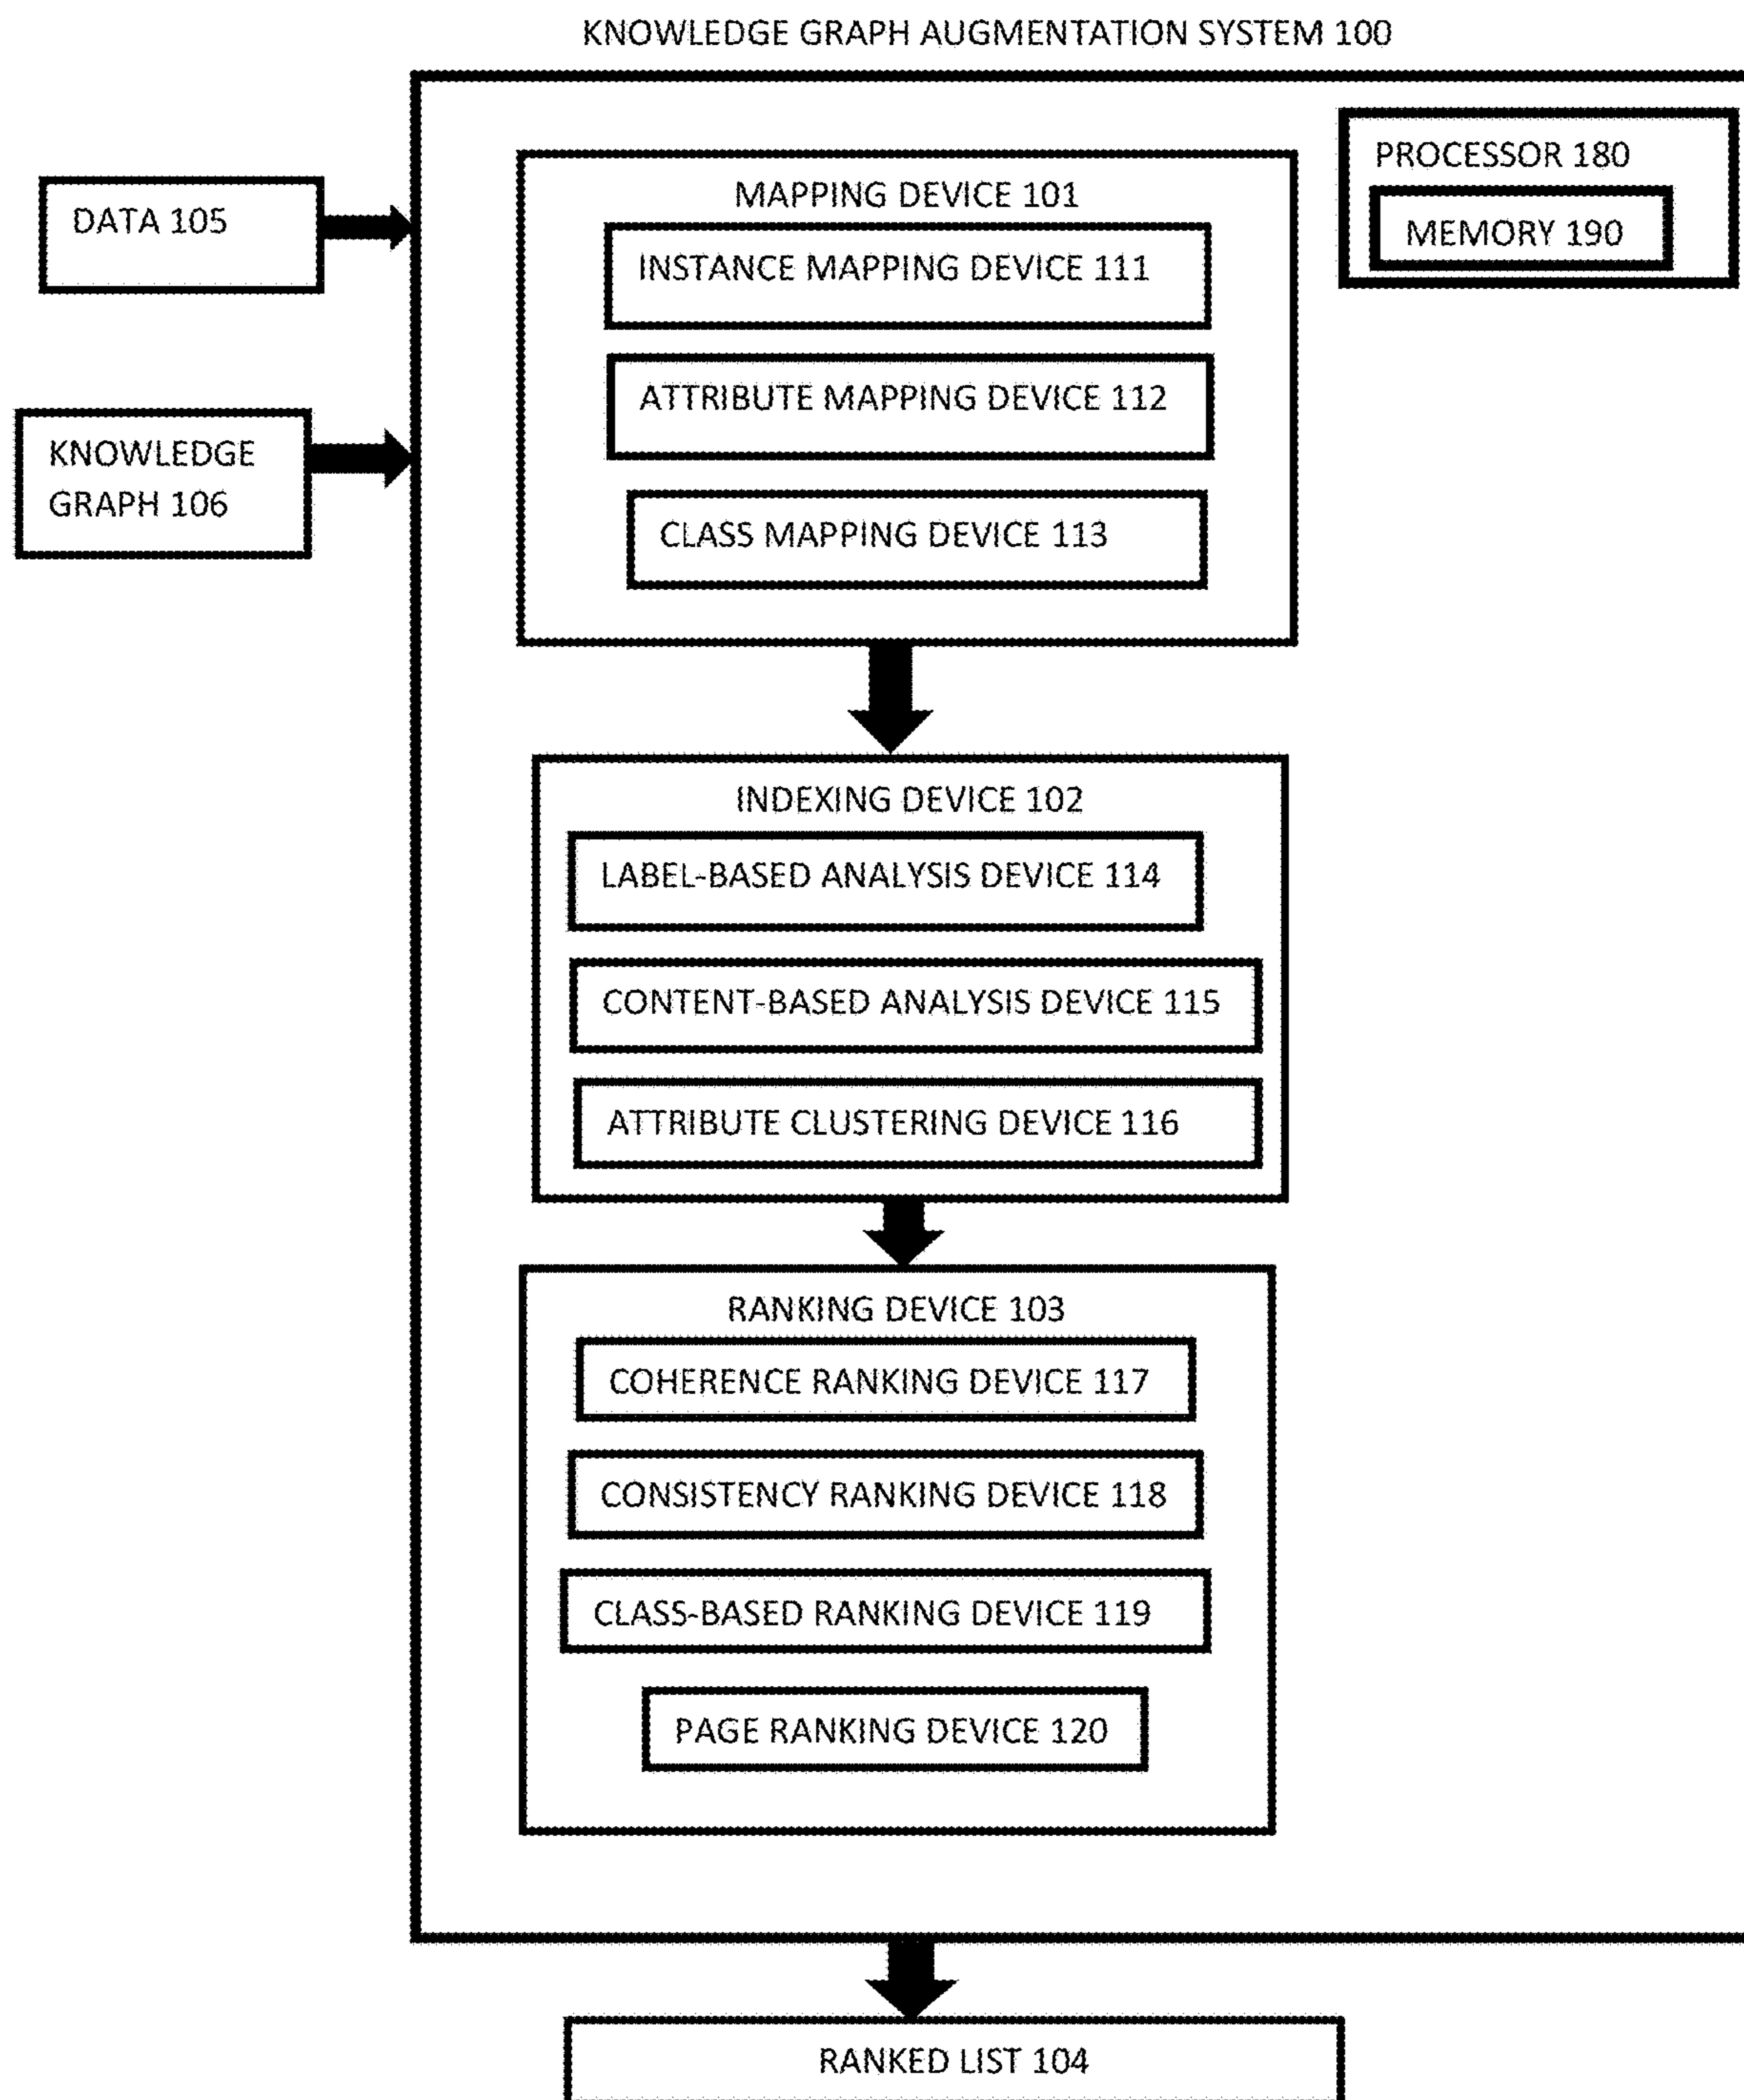 KNOWLEDGE GRAPH AUGMENTATION SYSTEM 100
PROCESSOR 180
MEMORY 190
DATA 105
KNOWLEDGE
GRAPH 106
MAPPING DEVICE 101
INSTANCE MAPPING DEVICE 111
ATTRIBUTE MAPPING DEVICE 112
CLASS MAPPING DEVICE 113
INDEXING DEVICE 102
LABEL-BASED ANALYSIS DEVICE 114
CONTENT-BASED ANALYSIS DEVICE 115
ATTRIBUTE CLUSTERING DEVICE 116
RANKING DEVICE 103
COHERENCE RANKING DEVICE 117
CONSISTENCY RANKING DEVICE 118
CLASS-BASED RANKING DEVICE 119
PAGE RANKING DEVICE 120
RANKED LIST 104